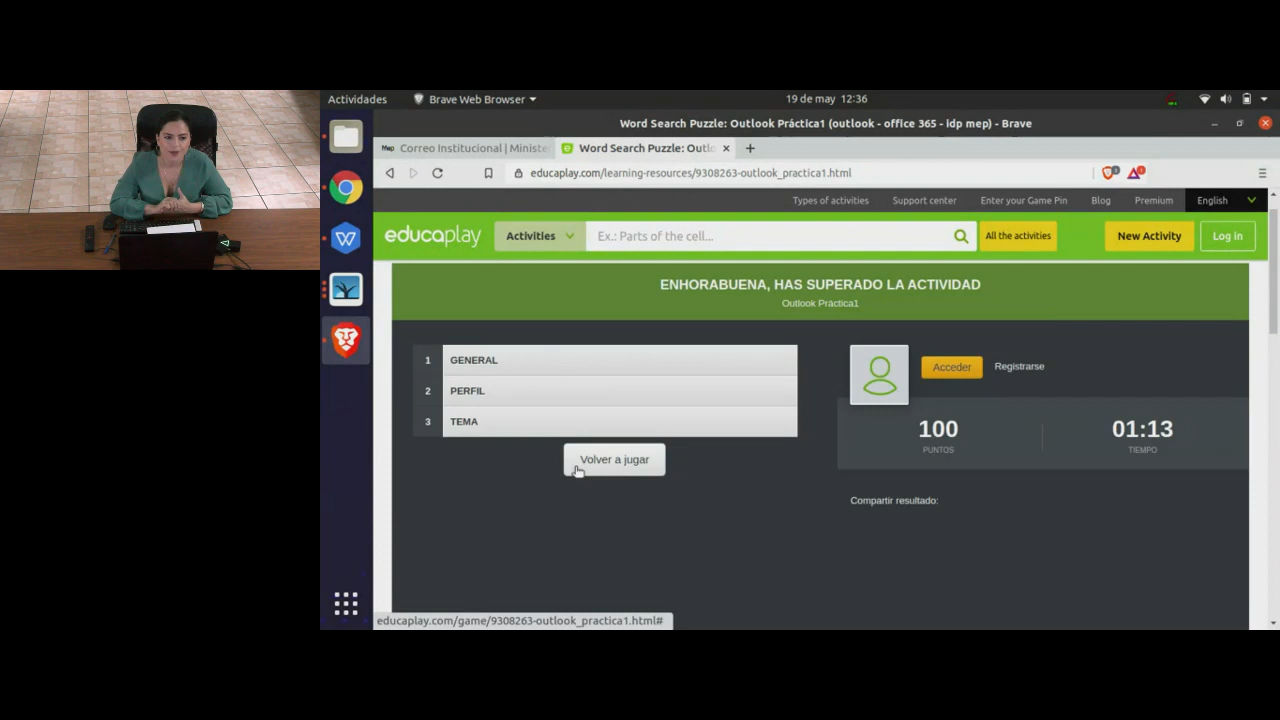 Actividades
Brave Web Browser
19 de may 12:36
Word Search Puzzle: Outlook Práctica1 (outlook - office 365 - idp mep) - Brave
Mep Correo Institucional | Ministe
Word Search Puzzle: Outlo
educaplay.com/learning-resources/9308263-outlook_practica1.html
Types of activities
Support center
Enter your Game Pin
Blog
Premium
English
educaplay
Activities
Ex.: Parts of the cell...
All the activities
New Activity
Log in
ENHORABUENA, HAS SUPERADO LA ACTIVIDAD
Outlook Práctica1
1 GENERAL
2 PERFIL
3 TEMA
Volver a jugar
Acceder
Registrarse
100
PUNTOS
01:13
TIEMPO
Compartir resultado:
educaplay.com/game/9308263-outlook_practica1.html#